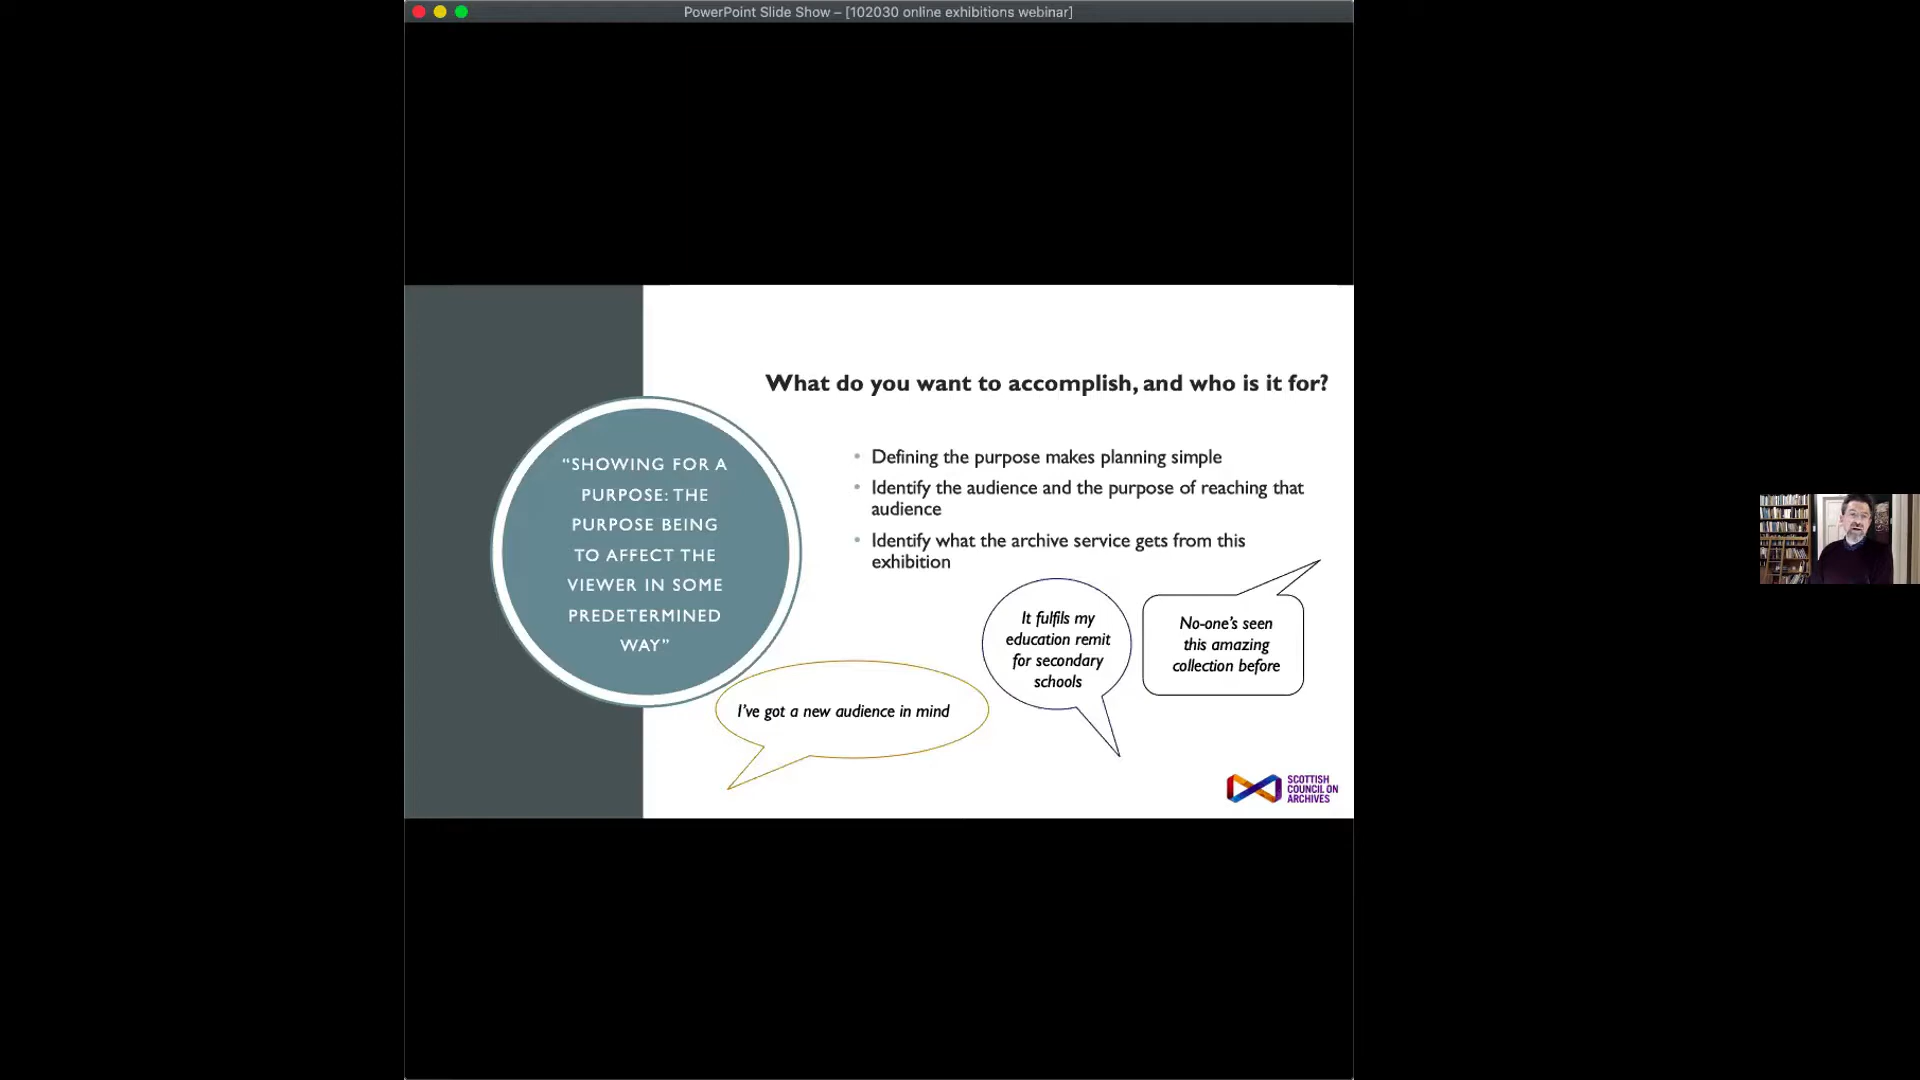 PowerPoint Slide Show – [102030 online exhibitions webinar]
What do you want to accomplish, and who is it for?
“SHOWING FOR A
PURPOSE: THE
PURPOSE BEING
TO AFFECT THE
VIEWER IN SOME
PREDETERMINED
WAY”
• Defining the purpose makes planning simple
• Identify the audience and the purpose of reaching that
audience
• Identify what the archive service gets from this
exhibition
It fulfils my
education remit
for secondary
schools
No-one’s seen
this amazing
collection before
I’ve got a new audience in mind
SCOTTISH
COUNCIL ON
ARCHIVES